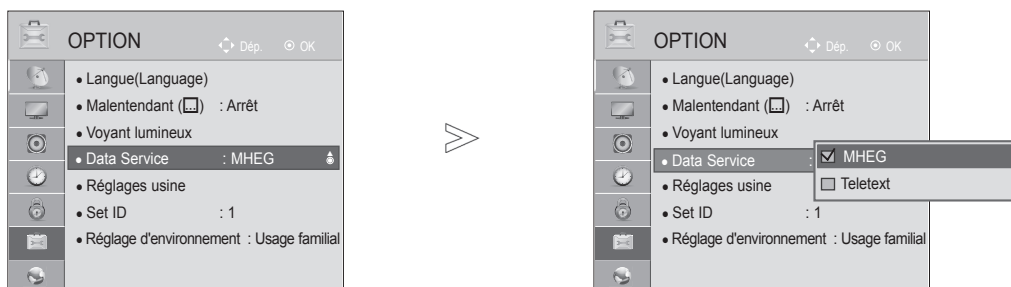 OPTION Dép. OK
• Langue(Language)
• Malentendant (...) : Arrêt
• Voyant lumineux
• Data Service : MHEG
• Réglages usine
• Set ID : 1
• Réglage d'environnement : Usage familial
OPTION Dép. OK
• Langue(Language)
• Malentendant (...) : Arrêt
• Voyant lumineux
• Data Service :
MHEG
• Réglages usine
Teletext
• Set ID : 1
• Réglage d'environnement : Usage familial